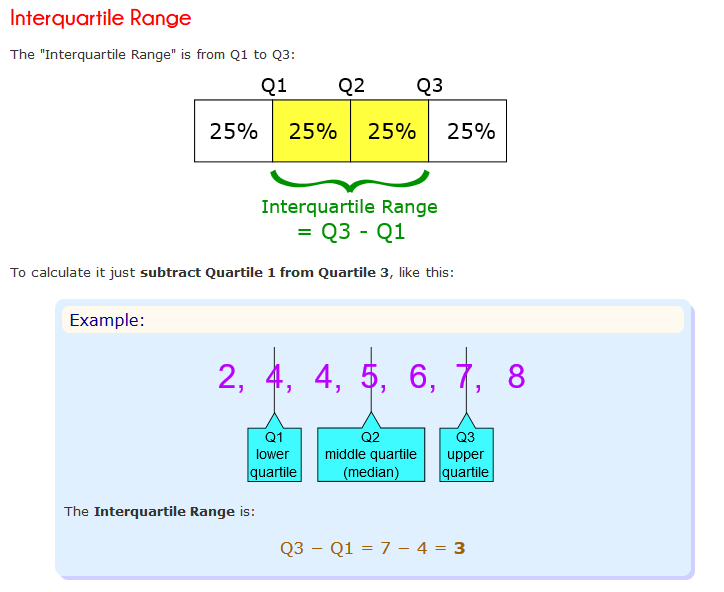 Interquartile Range
The "Interquartile Range" is from Q1 to Q3:
Q1 Q2 Q3
25% 25% 25% 25%
Interquartile Range
= Q3 - Q1
To calculate it just subtract Quartile 1 from Quartile 3, like this:
Example:
2, 4, 4, 5, 6, 7, 8
Q1 Q2 Q3
lower middle quartile upper
quartile (median) quartile
The Interquartile Range is:
Q3 − Q1 = 7 − 4 = 3